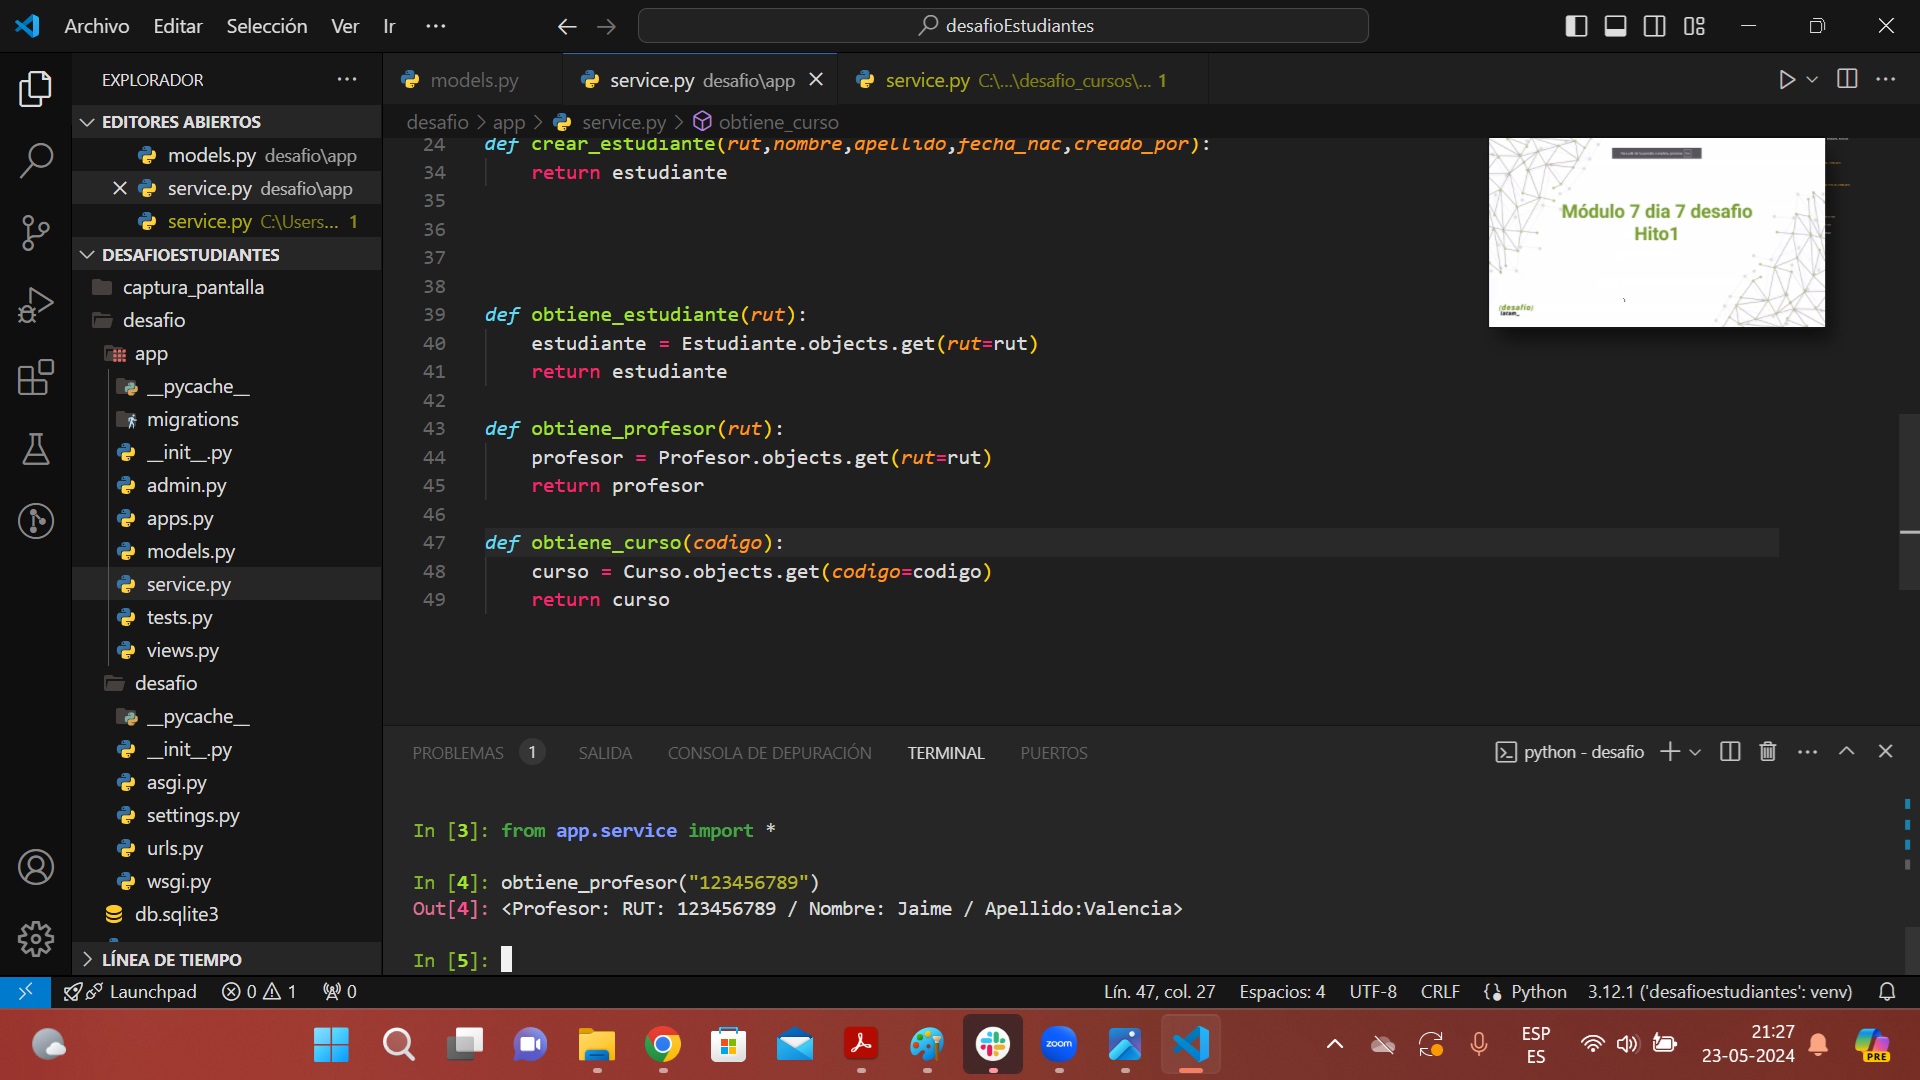 Archivo Editar Selección Ver Ir ···
desafioEstudiantes
EXPLORADOR ···
EDITORES ABIERTOS
models.py desafio\app
service.py desafio\app
service.py C:\Users... 1
DESAFIOESTUDIANTES
captura_pantalla
desafio
app
__pycache__
migrations
__init__.py
admin.py
apps.py
models.py
service.py
tests.py
views.py
desafio
__pycache__
__init__.py
asgi.py
settings.py
urls.py
wsgi.py
db.sqlite3
LÍNEA DE TIEMPO
models.py service.py desafio\app service.py C:\...\desafio_cursos\... 1
desafio > app > service.py > obtiene_curso
24 def crear_estudiante(rut,nombre,apellido,fecha_nac,creado_por):
34 return estudiante
35
36
37
38
39 def obtiene_estudiante(rut):
40 estudiante = Estudiante.objects.get(rut=rut)
41 return estudiante
42
43 def obtiene_profesor(rut):
44 profesor = Profesor.objects.get(rut=rut)
45 return profesor
46
47 def obtiene_curso(codigo):
48 curso = Curso.objects.get(codigo=codigo)
49 return curso
Módulo 7 dia 7 desafio
Hito1
{desafio}
latam_
PROBLEMAS 1 SALIDA CONSOLA DE DEPURACIÓN TERMINAL PUERTOS
python - desafio
In [3]: from app.service import *
In [4]: obtiene_profesor("123456789")
Out[4]: <Profesor: RUT: 123456789 / Nombre: Jaime / Apellido:Valencia>
In [5]:
Launchpad 0 1 0
Lín. 47, col. 27 Espacios: 4 UTF-8 CRLF Python 3.12.1 ('desafioestudiantes': venv)
zoom
ESP
ES
21:27
23-05-2024
PRE